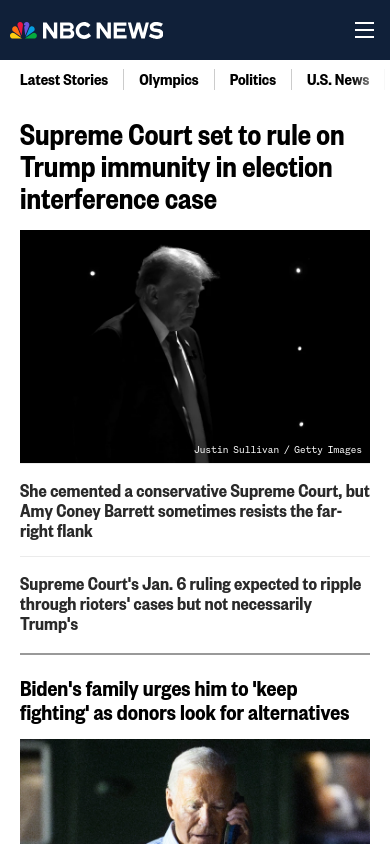 NBC NEWS
Latest Stories
Olympics
Politics
U.S. News
Supreme Court set to rule on
Trump immunity in election
interference case
Justin Sullivan / Getty Images
She cemented a conservative Supreme Court, but
Amy Coney Barrett sometimes resists the far-
right flank
Supreme Court's Jan. 6 ruling expected to ripple
through rioters' cases but not necessarily
Trump's
Biden's family urges him to 'keep
fighting' as donors look for alternatives